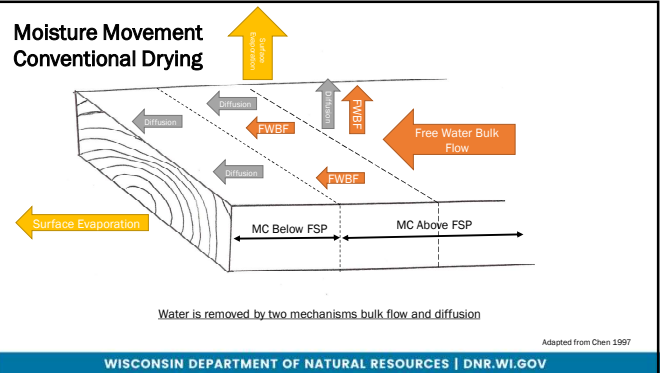 Moisture Movement
Conventional Drying
Surface
Evaporation
Diffusion
Diffusion
FWBF
Diffusion
FWBF
Free Water Bulk
Flow
Diffusion
FWBF
Surface Evaporation
MC Below FSP
MC Above FSP
Water is removed by two mechanisms bulk flow and diffusion
Adapted from Chen 1997
WISCONSIN DEPARTMENT OF NATURAL RESOURCES | DNR.WI.GOV